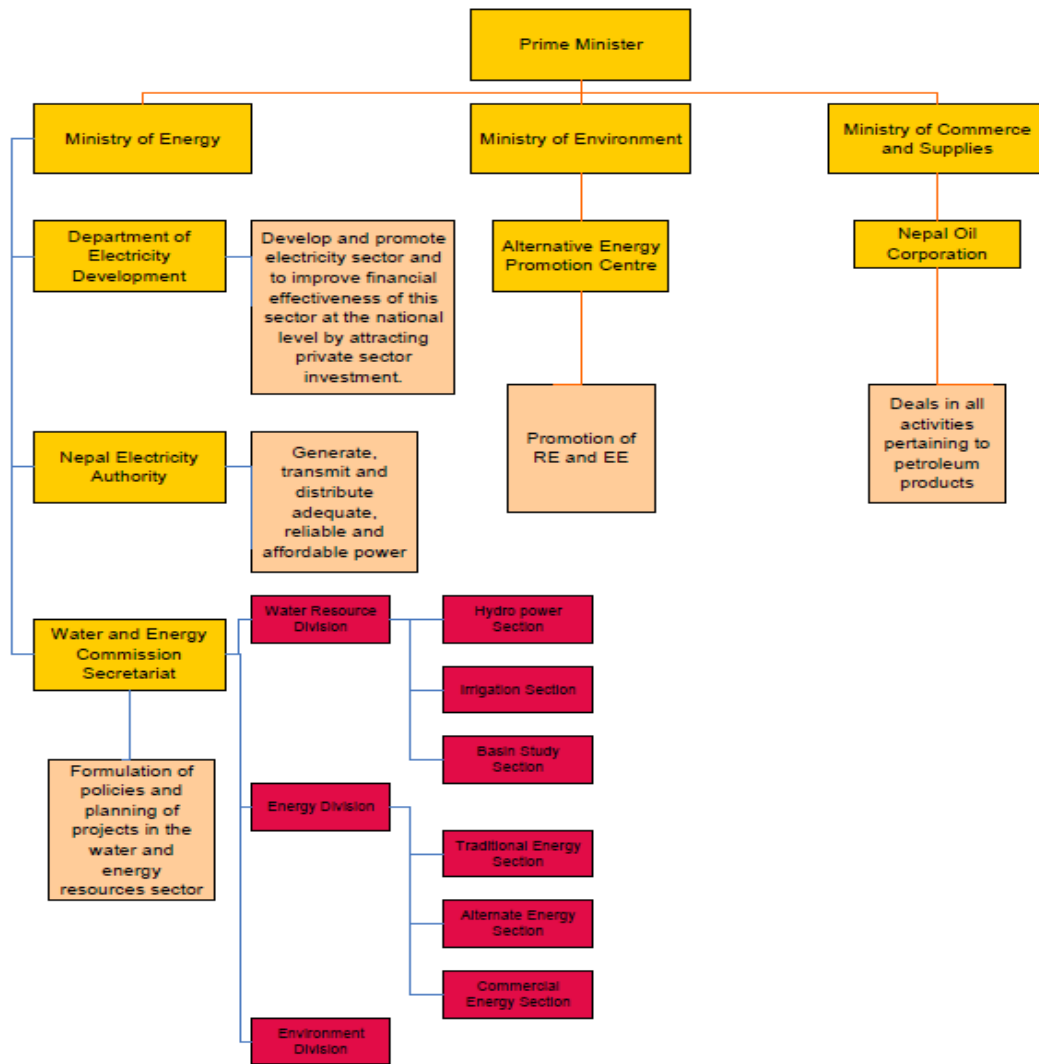 Prime Minister
Ministry of Energy
Ministry of Environment
Ministry of Commerce
and Supplies
Department of
Electricity
Development
Develop and promote
electricity sector and
to improve financial
effectiveness of this
sector at the national
level by attracting
private sector
investment.
Alternative Energy
Promotion Centre
Nepal Oil
Corporation
Nepal Electricity
Authority
Generate,
transmit and
distribute
adequate,
reliable and
affordable power
Promotion of
RE and EE
Deals in all
activities
pertaining to
petroleum
products
Water and Energy
Commission
Secretariat
Water Resource
Division
Hydro power
Section
Irrigation Section
Basin Study
Section
Formulation of
policies and
planning of
projects in the
water and
energy
resources sector
Energy Division
Traditional Energy
Section
Alternate Energy
Section
Commercial
Energy Section
Environment
Division